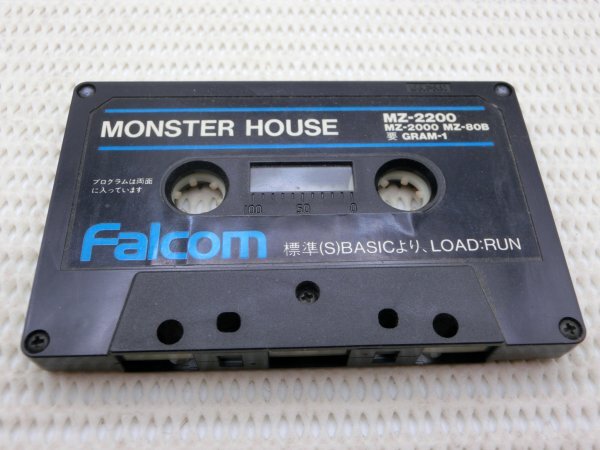 MONSTER HOUSE
MZ-2200
MZ-2000 MZ-80B
要 GRAM-1
プログラムは両面
に入っています
100 50 0
Falcom
標準(S)BASICより、LOAD:RUN